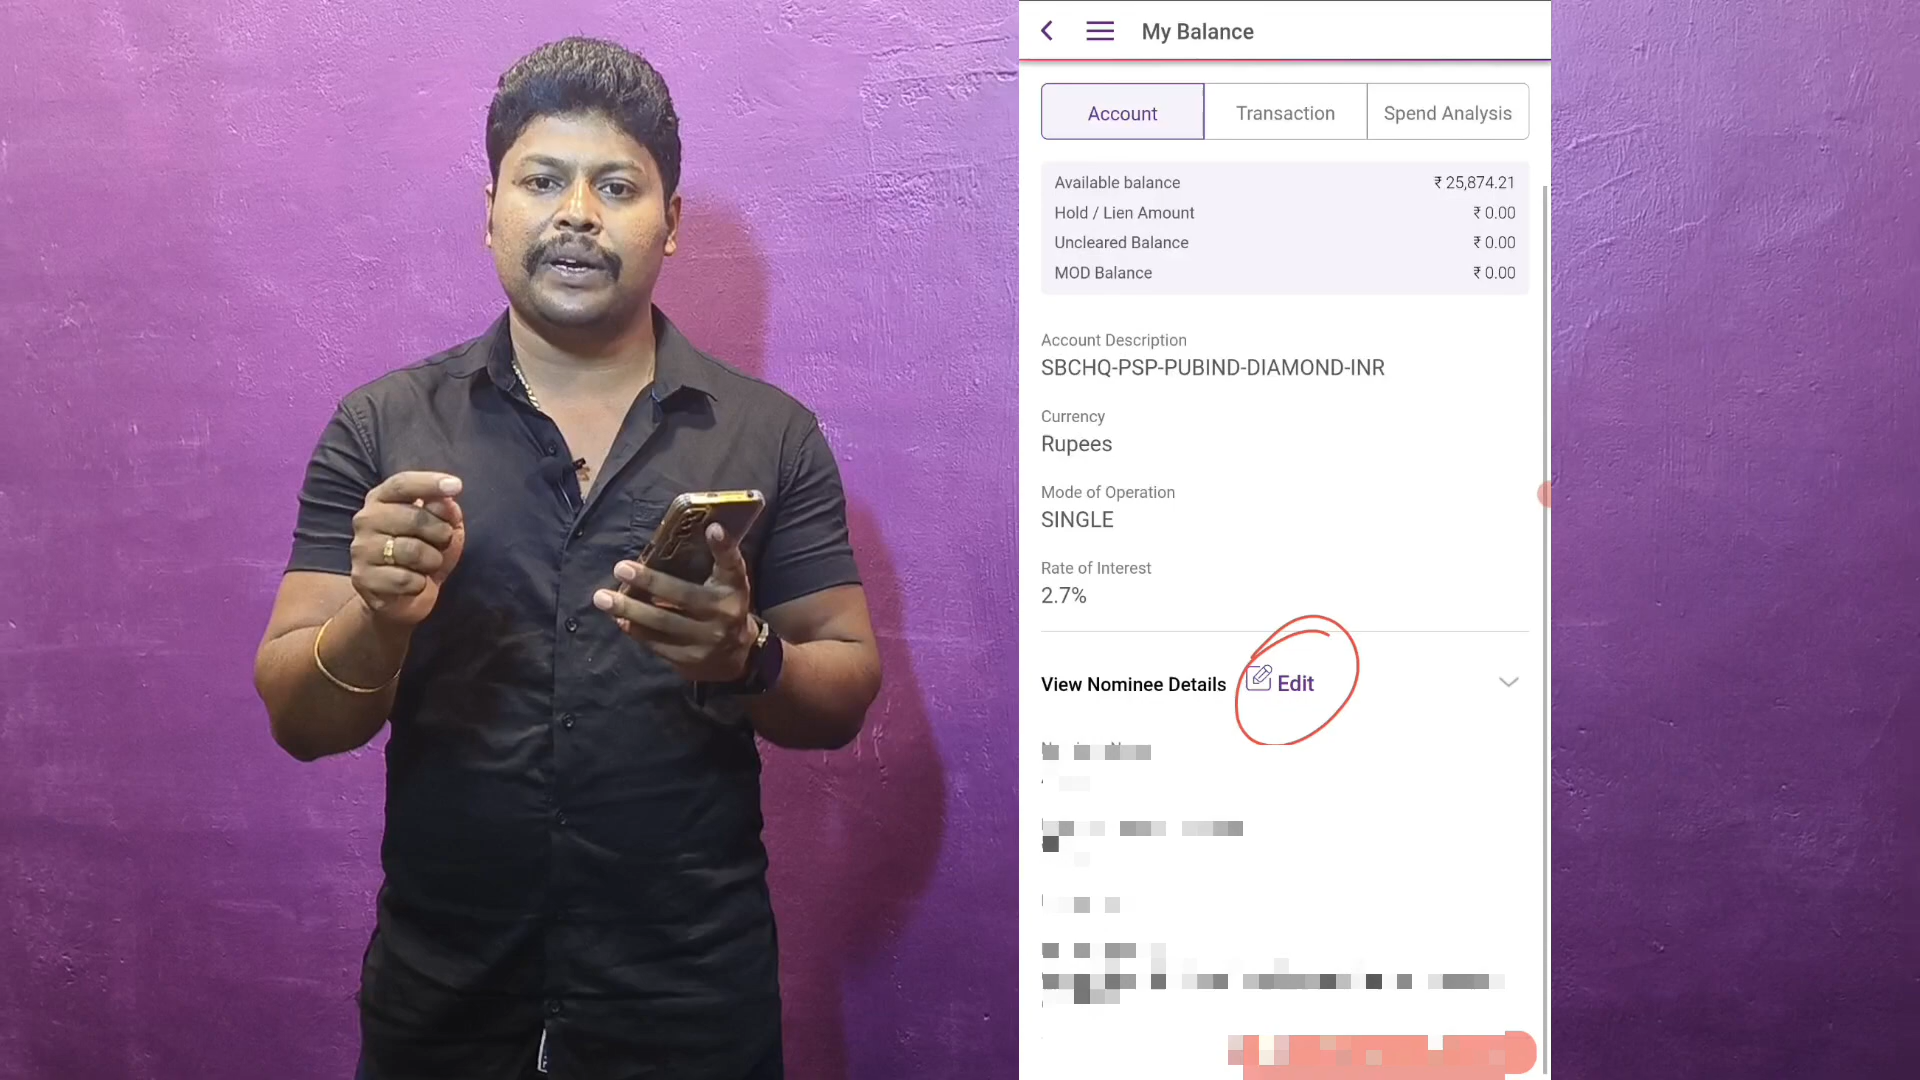 My Balance
Account
Transaction
Spend Analysis
Available balance ₹ 25,874.21
Hold / Lien Amount ₹ 0.00
Uncleared Balance ₹ 0.00
MOD Balance ₹ 0.00
Account Description
SBCHQ-PSP-PUBIND-DIAMOND-INR
Currency
Rupees
Mode of Operation
SINGLE
Rate of Interest
2.7%
View Nominee Details Edit